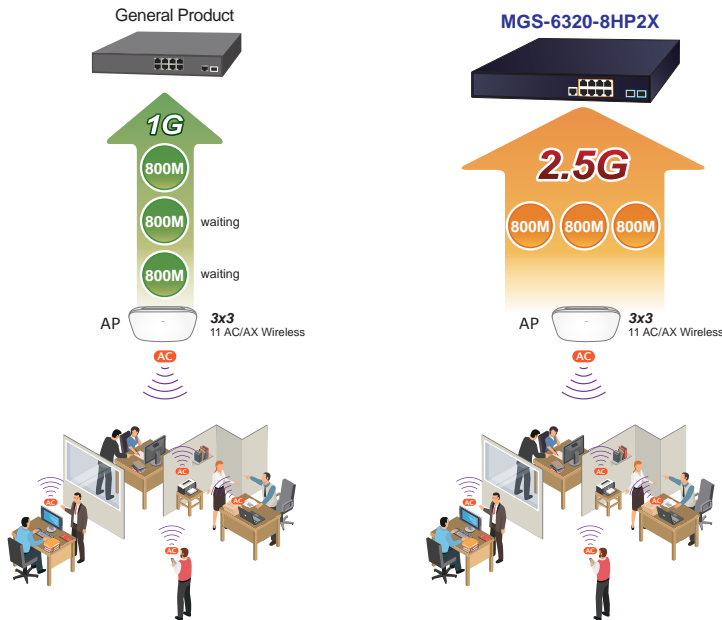 General Product
1G
800M
800M
waiting
800M
waiting
AP
3x3
11 AC/AX Wireless
AC
AC
AC
AC
AC
MGS-6320-8HP2X
2.5G
800M 800M 800M
AP
3x3
11 AC/AX Wireless
AC
AC
AC
AC
AC